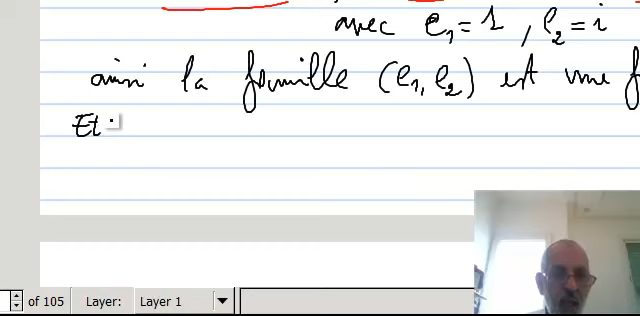 avec e₁ = 1, e₂ = i
ainsi la famille (e₁, e₂) est une f
Et
of 105 Layer: Layer 1